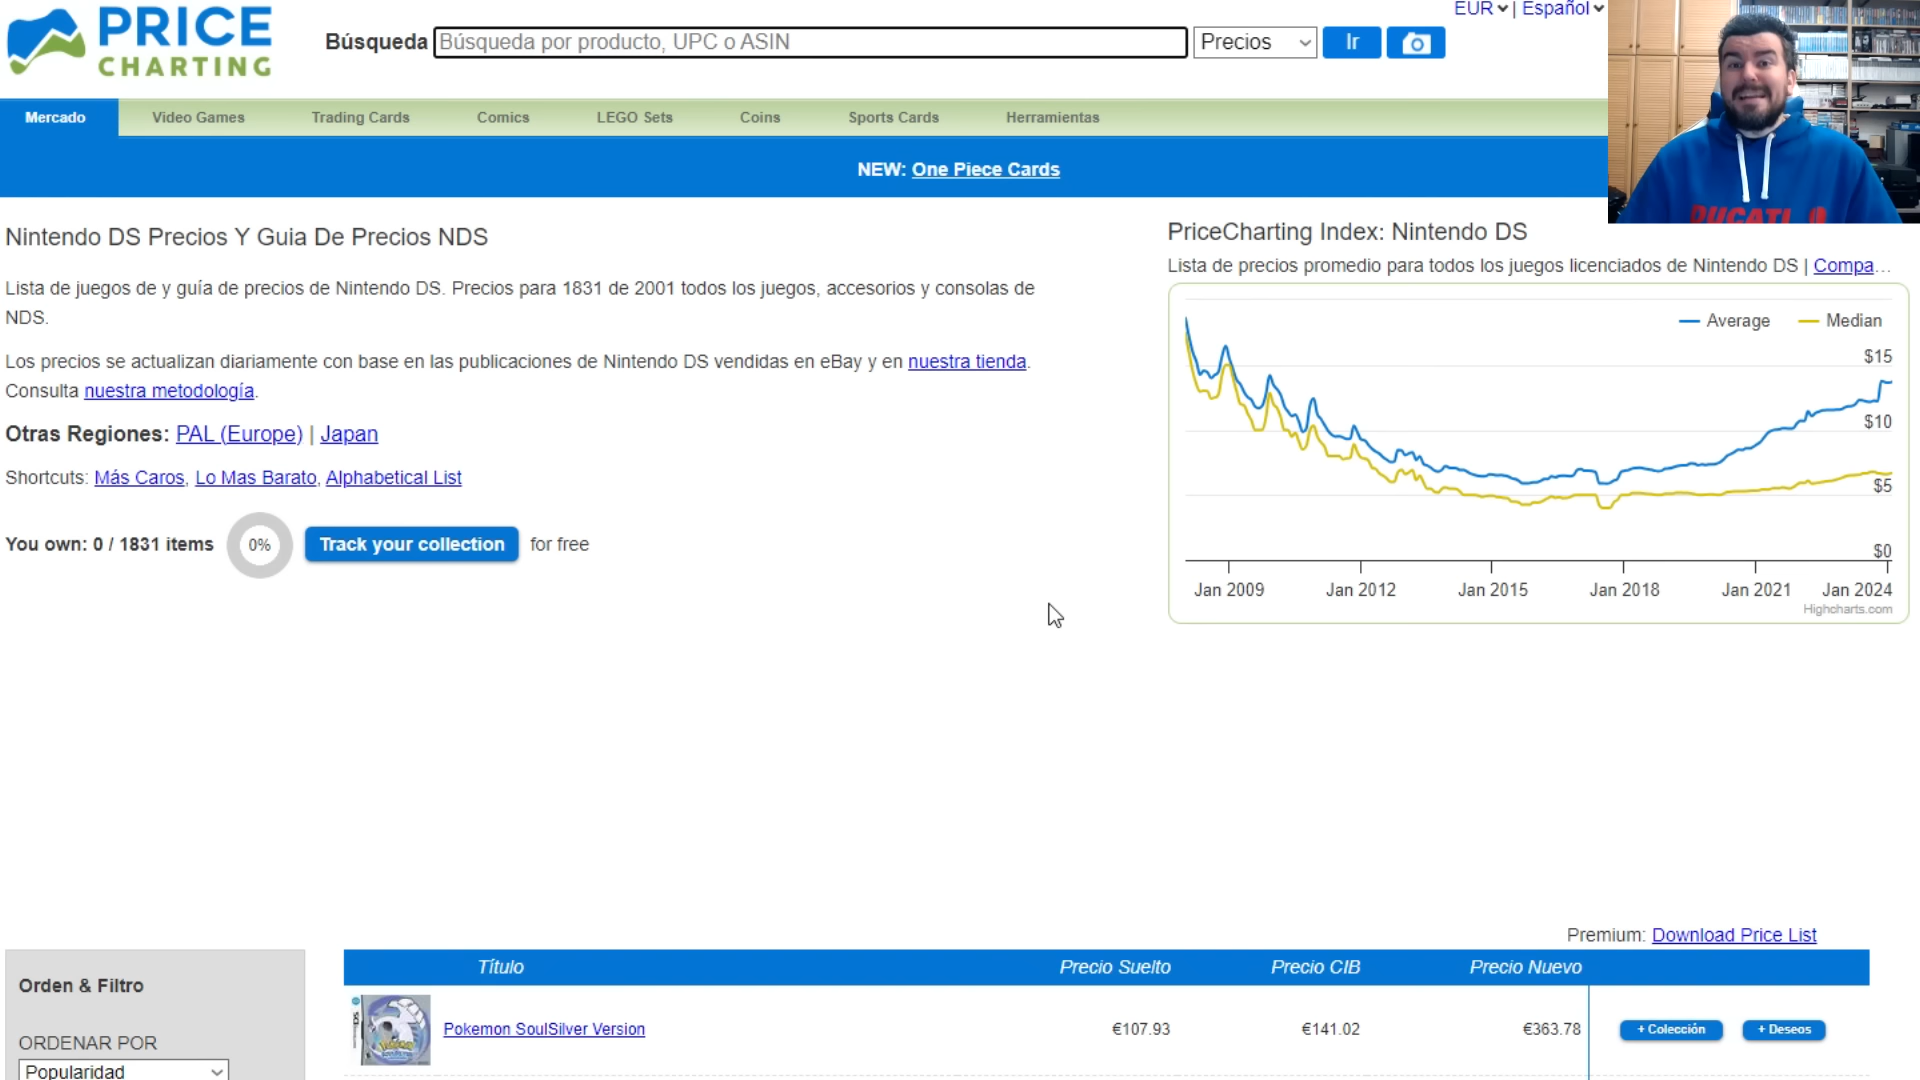 EUR | Español
PRICE
CHARTING
Búsqueda Búsqueda por producto, UPC o ASIN Precios Ir
Mercado Video Games Trading Cards Comics LEGO Sets Coins Sports Cards Herramientas
NEW: One Piece Cards
DUCATI
Nintendo DS Precios Y Guia De Precios NDS
Lista de juegos de y guía de precios de Nintendo DS. Precios para 1831 de 2001 todos los juegos, accesorios y consolas de
NDS.
Los precios se actualizan diariamente con base en las publicaciones de Nintendo DS vendidas en eBay y en nuestra tienda.
Consulta nuestra metodología.
Otras Regiones: PAL (Europe) | Japan
Shortcuts: Más Caros, Lo Mas Barato, Alphabetical List
You own: 0 / 1831 items 0% Track your collection for free
PriceCharting Index: Nintendo DS
Lista de precios promedio para todos los juegos licenciados de Nintendo DS | Compa...
Average Median
$15
$10
$5
$0
Jan 2009 Jan 2012 Jan 2015 Jan 2018 Jan 2021 Jan 2024
Highcharts.com
Premium: Download Price List
Orden & Filtro
ORDENAR POR
Popularidad
Título Precio Suelto Precio CIB Precio Nuevo
Pokemon SoulSilver Version €107.93 €141.02 €363.78 + Colección + Deseos